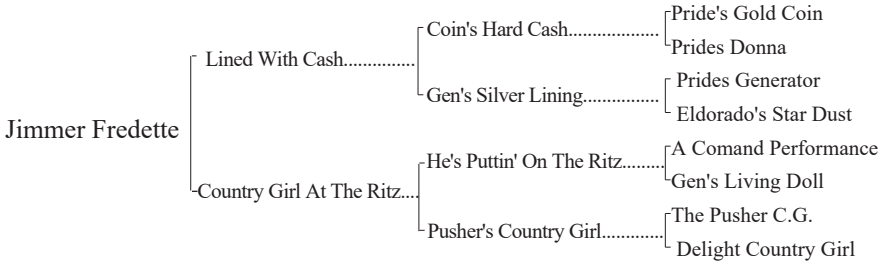 Pride's Gold Coin
Coin's Hard Cash...................
Prides Donna
Lined With Cash...............
Prides Generator
Gen's Silver Lining................
Eldorado's Star Dust
Jimmer Fredette
A Comand Performance
He's Puttin' On The Ritz.........
Gen's Living Doll
Country Girl At The Ritz....
The Pusher C.G.
Pusher's Country Girl.............
Delight Country Girl